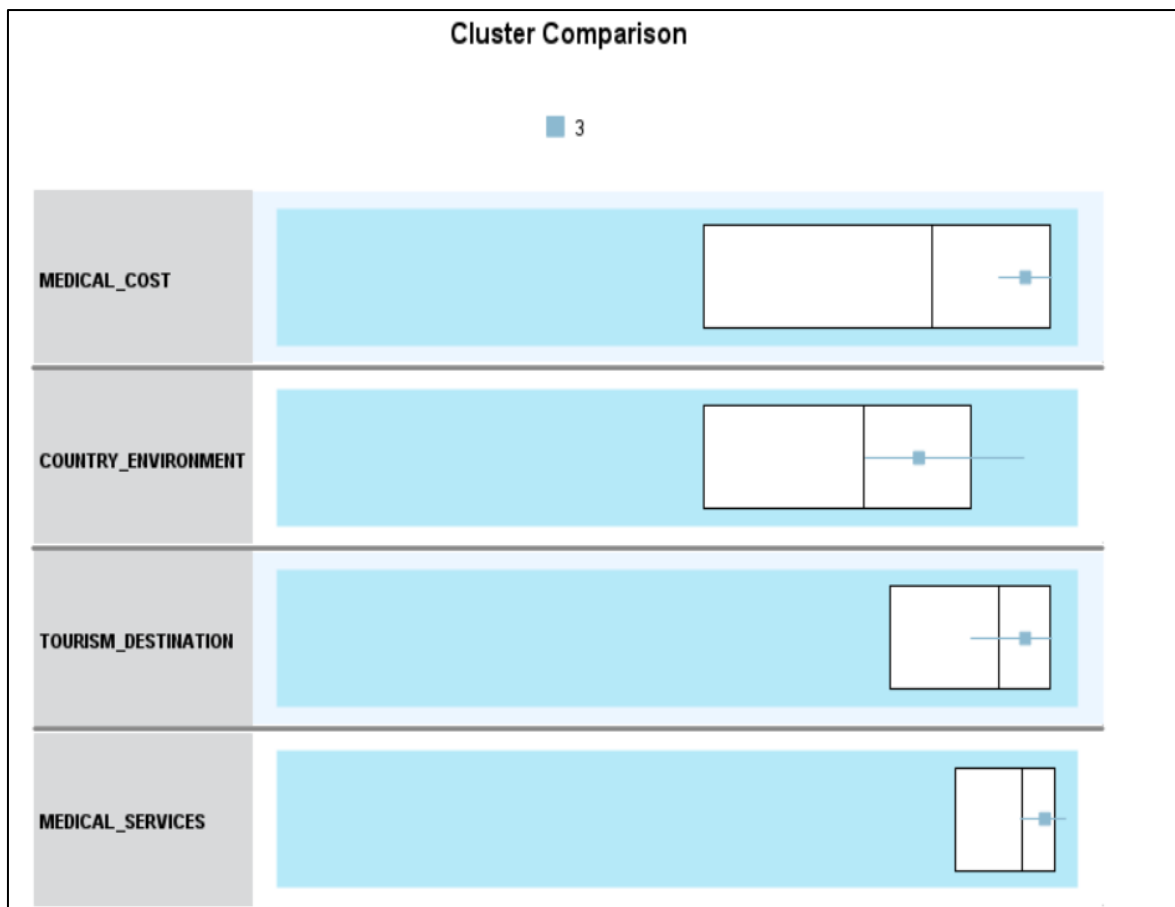 Cluster Comparison
3
MEDICAL_COST
COUNTRY_ENVIRONMENT
TOURISM_DESTINATION
MEDICAL_SERVICES